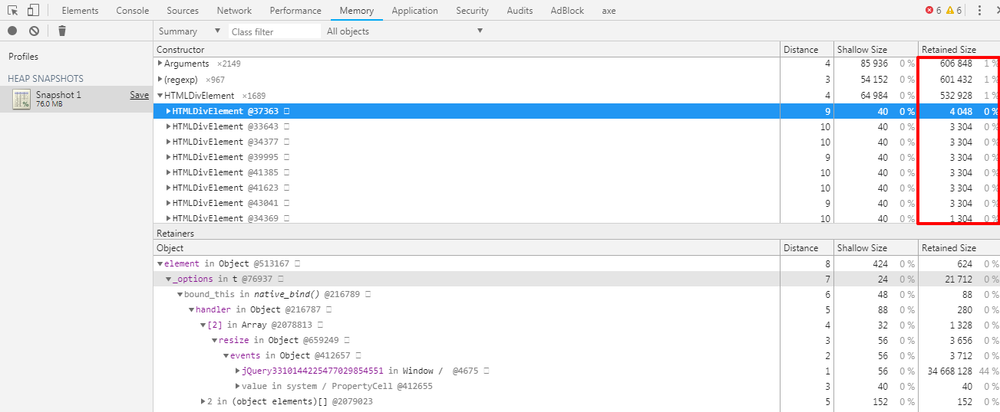 Elements Console Sources Network Performance Memory Application Security Audits AdBlock axe 6 6
Summary Class filter All objects
Profiles
HEAP SNAPSHOTS
Snapshot 1 Save
76.0 MB
Constructor Distance Shallow Size Retained Size
Arguments ×2149 4 85 936 0 % 606 848 1 %
(regexp) ×967 3 54 152 0 % 601 432 1 %
HTMLDivElement ×1689 4 64 984 0 % 532 928 1 %
HTMLDivElement @37363 9 40 0 % 4 048 0 %
HTMLDivElement @33643 10 40 0 % 3 304 0 %
HTMLDivElement @34377 10 40 0 % 3 304 0 %
HTMLDivElement @39995 9 40 0 % 3 304 0 %
HTMLDivElement @41385 10 40 0 % 3 304 0 %
HTMLDivElement @41623 10 40 0 % 3 304 0 %
HTMLDivElement @43041 9 40 0 % 3 304 0 %
HTMLDivElement @34369 10 40 0 % 1 304 0 %
Retainers
Object Distance Shallow Size Retained Size
element in Object @513167 8 424 0 % 624 0 %
_options in t @76937 7 24 0 % 21 712 0 %
bound_this in native_bind() @216789 6 48 0 % 88 0 %
handler in Object @216787 5 88 0 % 280 0 %
[2] in Array @2078813 4 32 0 % 1 328 0 %
resize in Object @659249 3 56 0 % 3 656 0 %
events in Object @412657 2 56 0 % 3 712 0 %
jQuery3310144225477029854551 in Window / @4675 1 56 0 % 34 668 128 44 %
value in system / PropertyCell @412655 3 40 0 % 40 0 %
2 in (object elements)[] @2079023 5 152 0 % 152 0 %